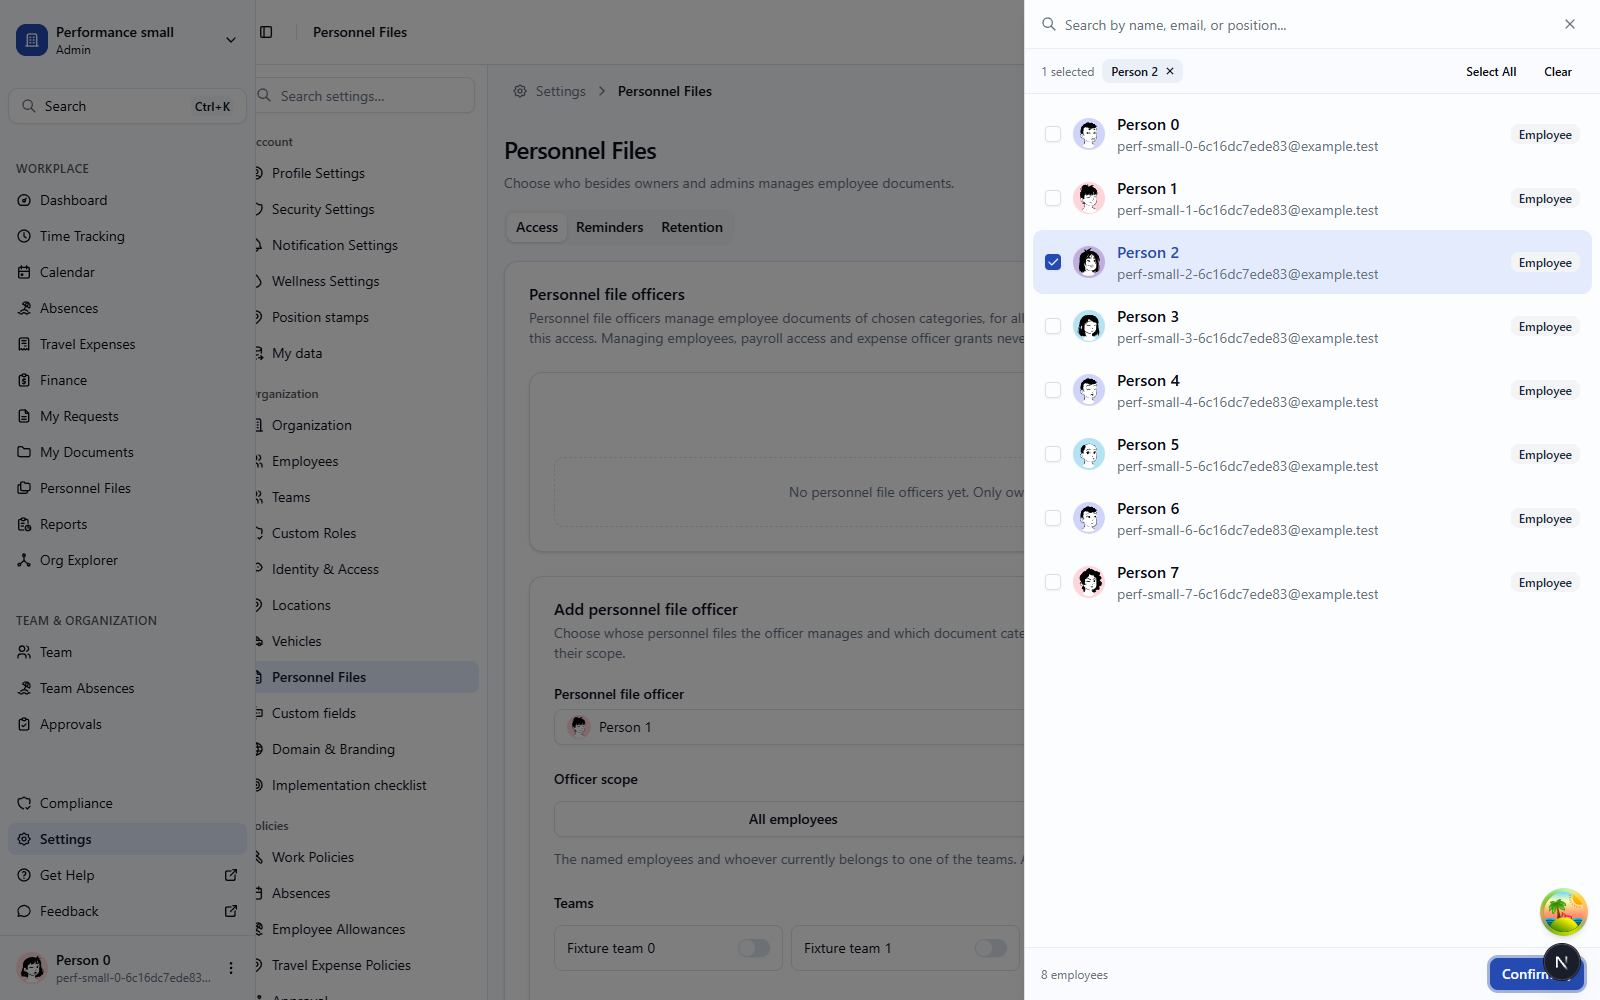 Performance small
Admin
Search
Ctrl+K
WORKPLACE
Dashboard
Time Tracking
Calendar
Absences
Travel Expenses
Finance
My Requests
My Documents
Personnel Files
Reports
Org Explorer
TEAM & ORGANIZATION
Team
Team Absences
Approvals
Compliance
Settings
Get Help
Feedback
Person 0
perf-small-0-6c16dc7ede83...
Personnel Files
Search settings...
ccount
Profile Settings
Security Settings
Notification Settings
Wellness Settings
Position stamps
My data
rganization
Organization
Employees
Teams
Custom Roles
Identity & Access
Locations
Vehicles
Personnel Files
Custom fields
Domain & Branding
Implementation checklist
olicies
Work Policies
Absences
Employee Allowances
Travel Expense Policies
Settings > Personnel Files
Personnel Files
Choose who besides owners and admins manages employee documents.
Access Reminders Retention
Personnel file officers
Personnel file officers manage employee documents of chosen categories, for all
this access. Managing employees, payroll access and expense officer grants neve
No personnel file officers yet. Only ow
Add personnel file officer
Choose whose personnel files the officer manages and which document cate
their scope.
Personnel file officer
Person 1
Officer scope
All employees
The named employees and whoever currently belongs to one of the teams.
Teams
Fixture team 0
Fixture team 1
Search by name, email, or position...
1 selected Person 2 Select All Clear
Person 0
perf-small-0-6c16dc7ede83@example.test
Employee
Person 1
perf-small-1-6c16dc7ede83@example.test
Employee
Person 2
perf-small-2-6c16dc7ede83@example.test
Employee
Person 3
perf-small-3-6c16dc7ede83@example.test
Employee
Person 4
perf-small-4-6c16dc7ede83@example.test
Employee
Person 5
perf-small-5-6c16dc7ede83@example.test
Employee
Person 6
perf-small-6-6c16dc7ede83@example.test
Employee
Person 7
perf-small-7-6c16dc7ede83@example.test
Employee
8 employees
Confir
N